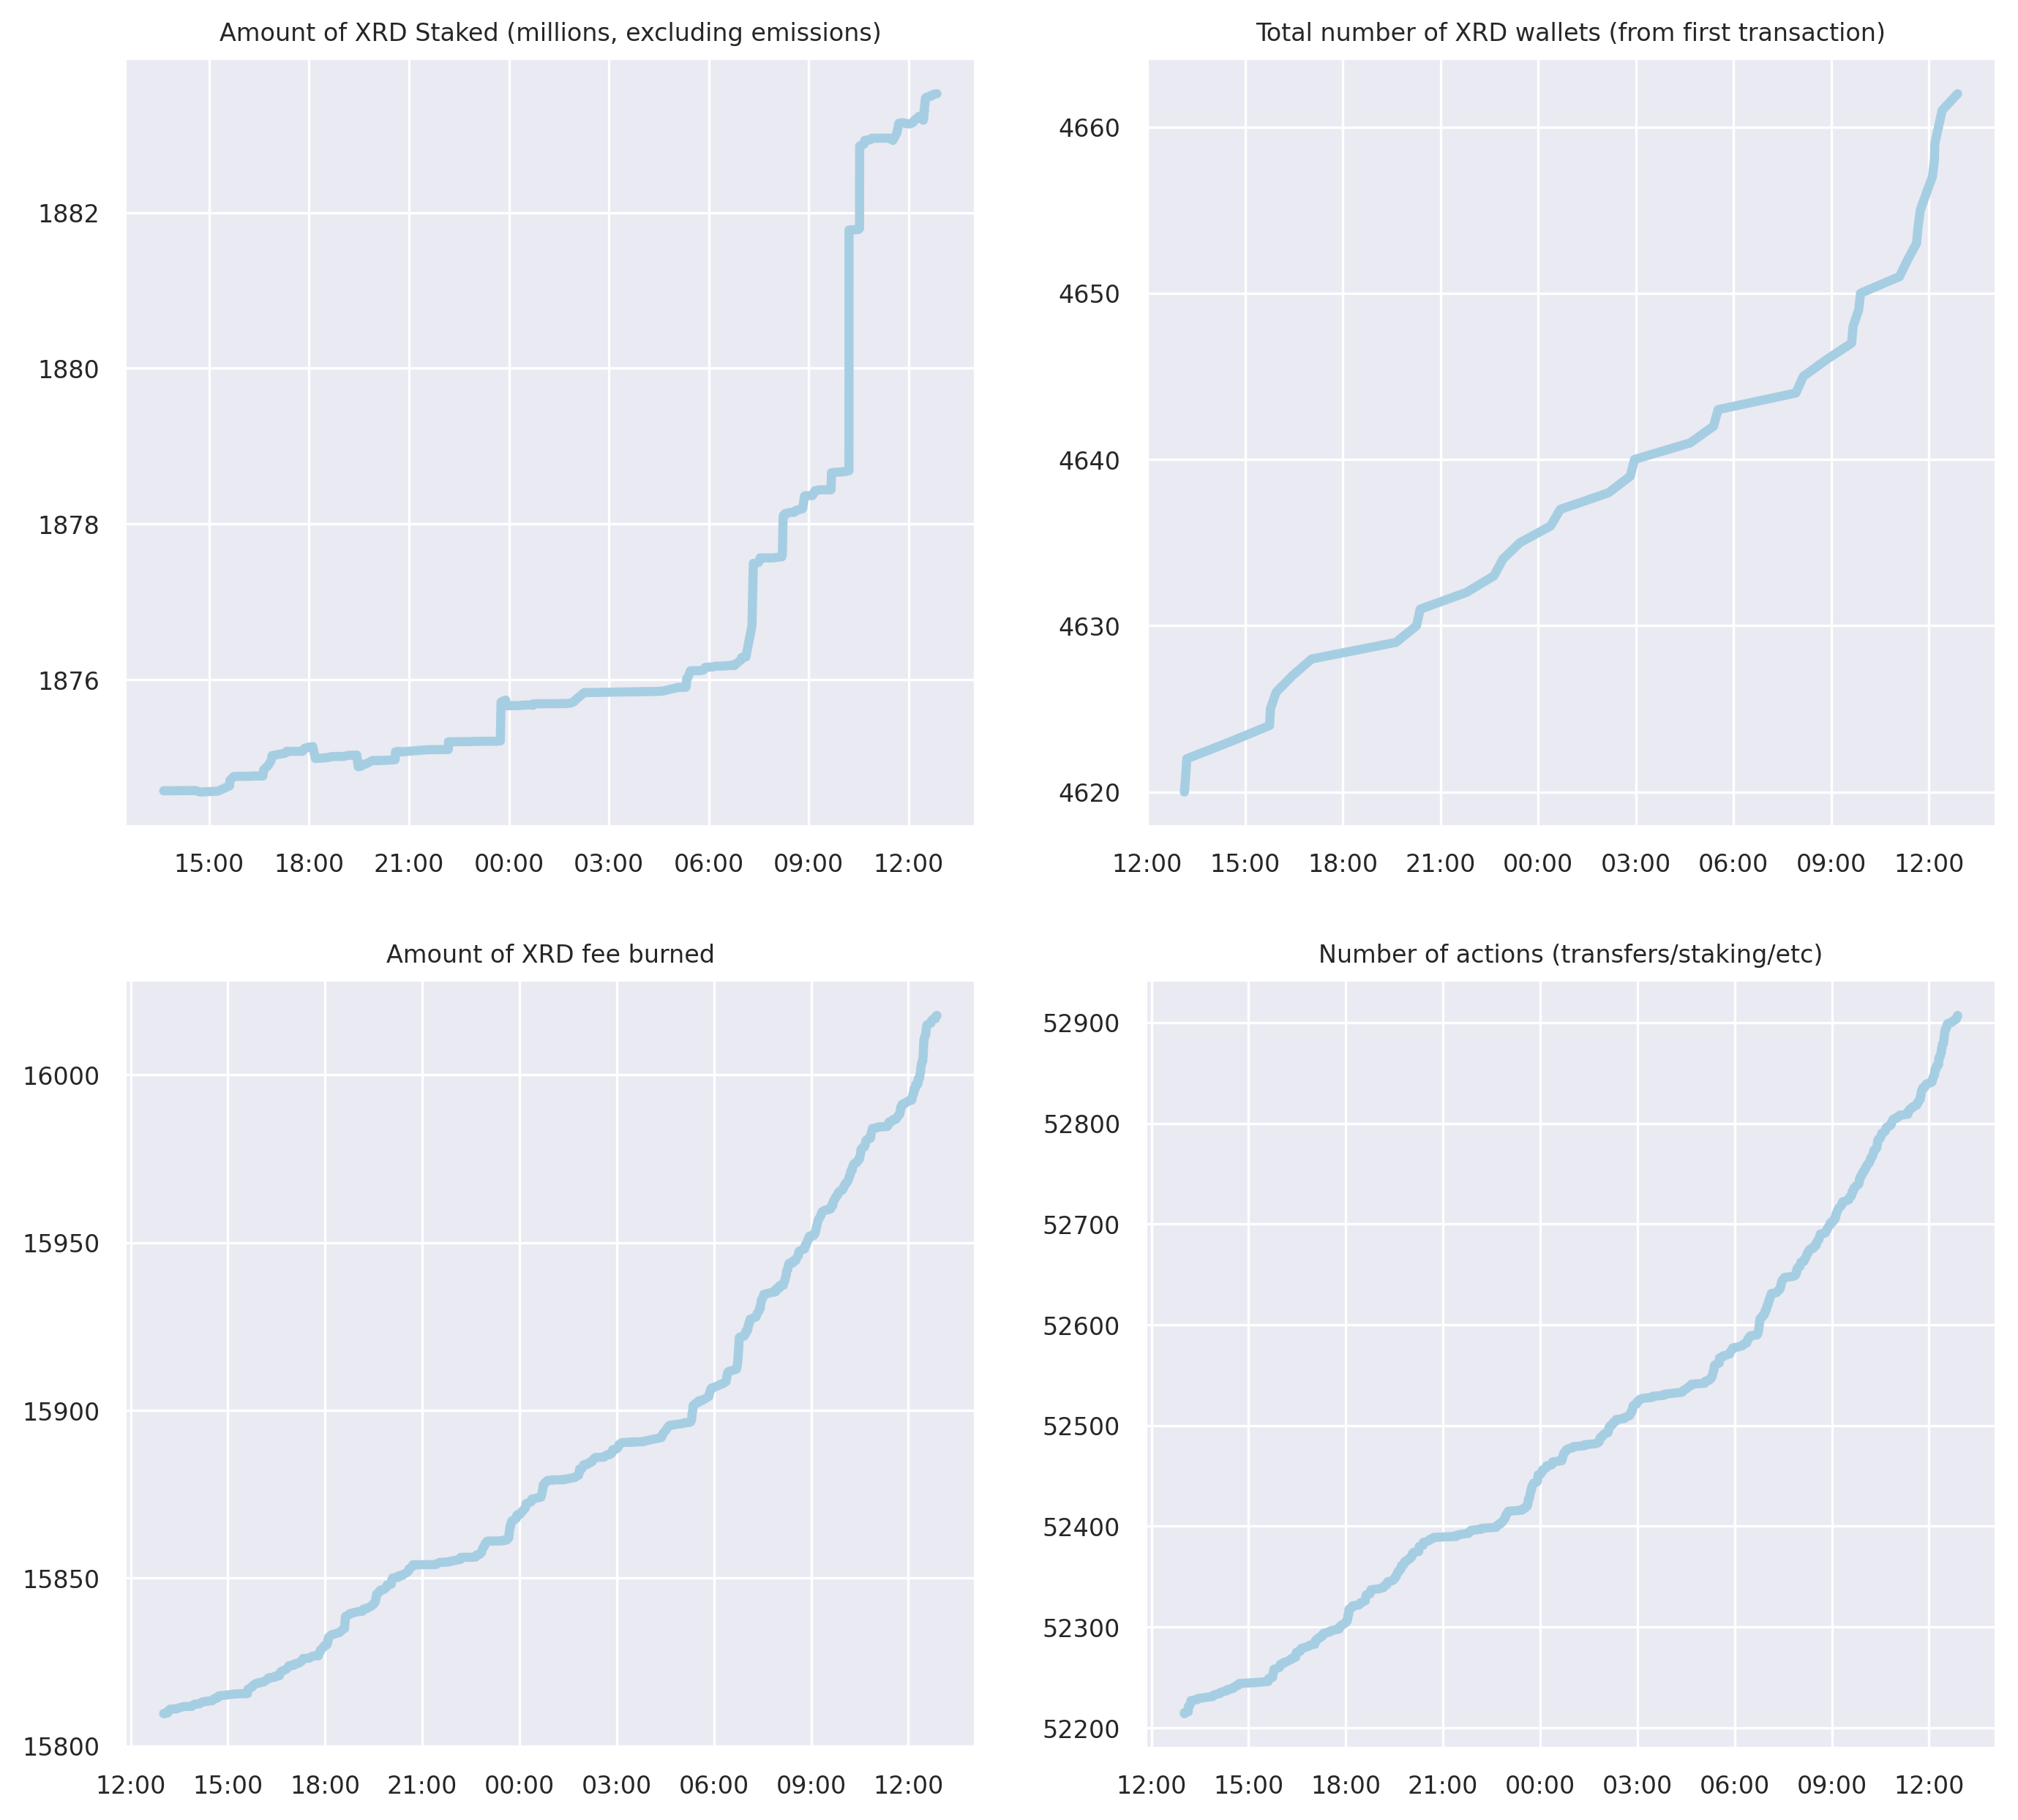 Amount of XRD Staked (millions, excluding emissions)
1882
1880
1878
1876
15:00 18:00 21:00 00:00 03:00 06:00 09:00 12:00
Total number of XRD wallets (from first transaction)
4660
4650
4640
4630
4620
12:00 15:00 18:00 21:00 00:00 03:00 06:00 09:00 12:00
Amount of XRD fee burned
16000
15950
15900
15850
15800
12:00 15:00 18:00 21:00 00:00 03:00 06:00 09:00 12:00
Number of actions (transfers/staking/etc)
52900
52800
52700
52600
52500
52400
52300
52200
12:00 15:00 18:00 21:00 00:00 03:00 06:00 09:00 12:00